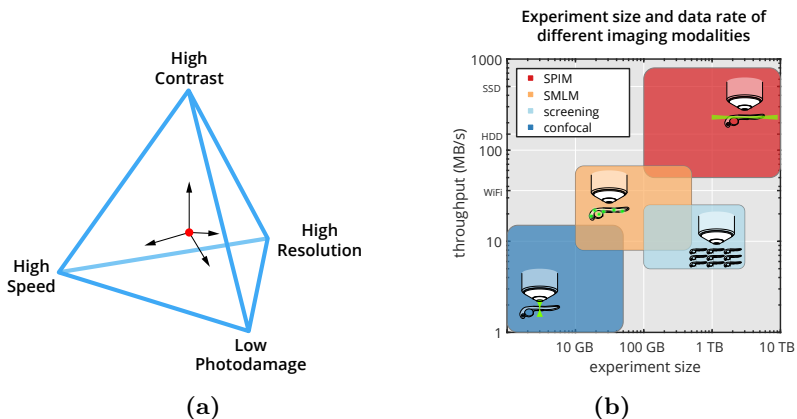 High
Contrast
High
Resolution
High
Speed
Low
Photodamage
(a)
Experiment size and data rate of
different imaging modalities
throughput (MB/s)
1000
SSD
HDD
100
WiFi
10
1
SPIM
SMLM
screening
confocal
10 GB
100 GB
1 TB
10 TB
experiment size
(b)